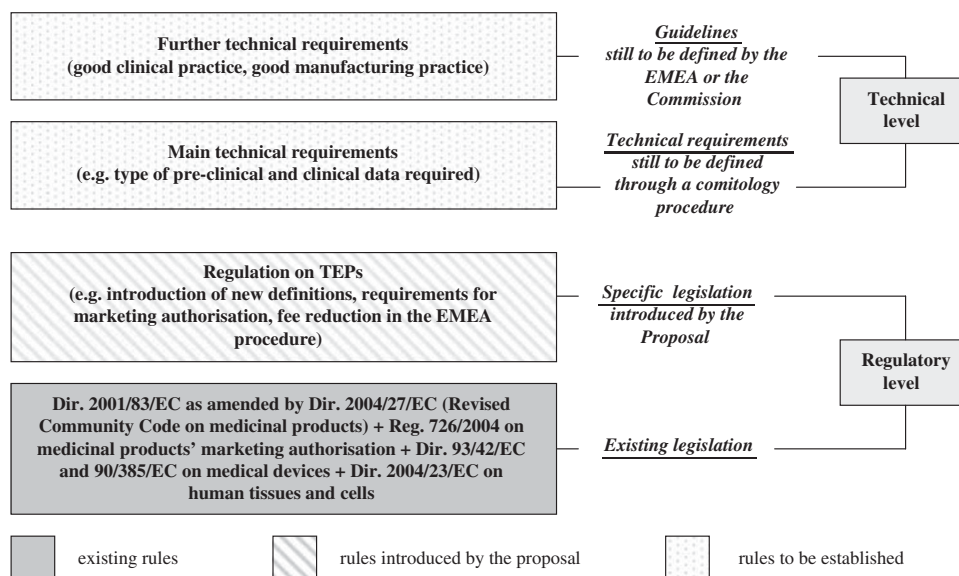 Further technical requirements
(good clinical practice, good manufacturing practice)
Guidelines
still to be defined by the
EMEA or the
Commission
Technical
level
Main technical requirements
(e.g. type of pre-clinical and clinical data required)
Technical requirements
still to be defined
through a comitology
procedure
Regulation on TEPs
(e.g. introduction of new definitions, requirements for
marketing authorisation, fee reduction in the EMEA
procedure)
Specific legislation
introduced by the
Proposal
Regulatory
level
Dir. 2001/83/EC as amended by Dir. 2004/27/EC (Revised
Community Code on medicinal products) + Reg. 726/2004 on
medicinal products’ marketing authorisation + Dir. 93/42/EC
and 90/385/EC on medical devices + Dir. 2004/23/EC on
human tissues and cells
Existing legislation
existing rules
rules introduced by the proposal
rules to be established